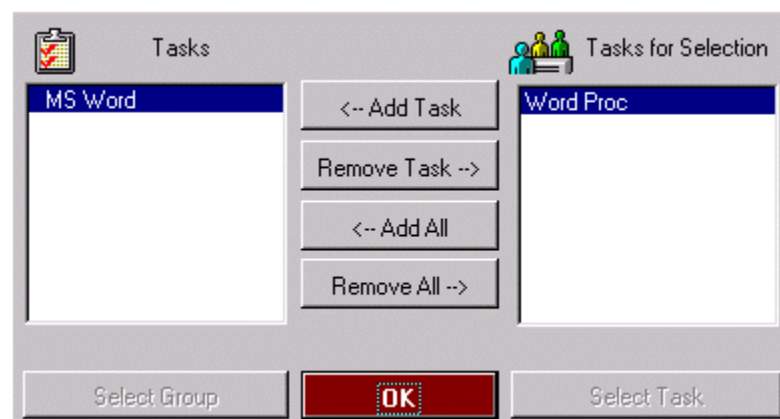 Tasks
Tasks for Selection
MS Word
<-- Add Task
Word Proc
Remove Task -->
<-- Add All
Remove All -->
Select Group
OK
Select Task